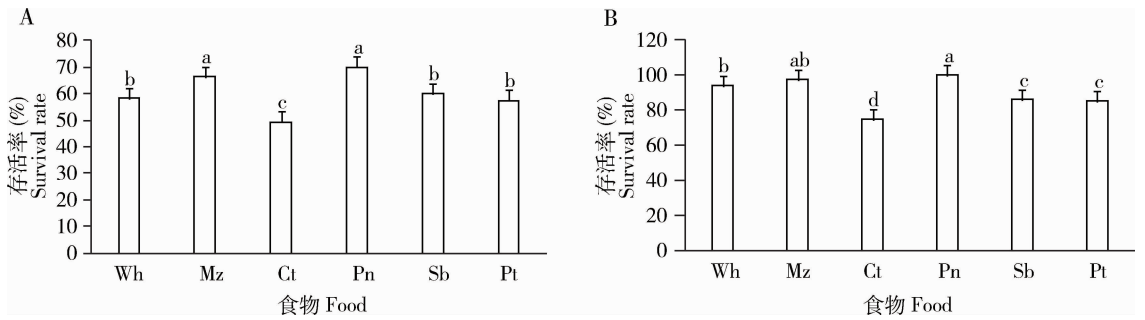 A
80
70
60
50
40
30
20
10
0
存活率 (%)
Survival rate
b
a
c
a
b
b
Wh Mz Ct Pn Sb Pt
食物 Food
B
120
100
80
60
40
20
0
存活率 (%)
Survival rate
b
ab
d
a
c
c
Wh Mz Ct Pn Sb Pt
食物 Food